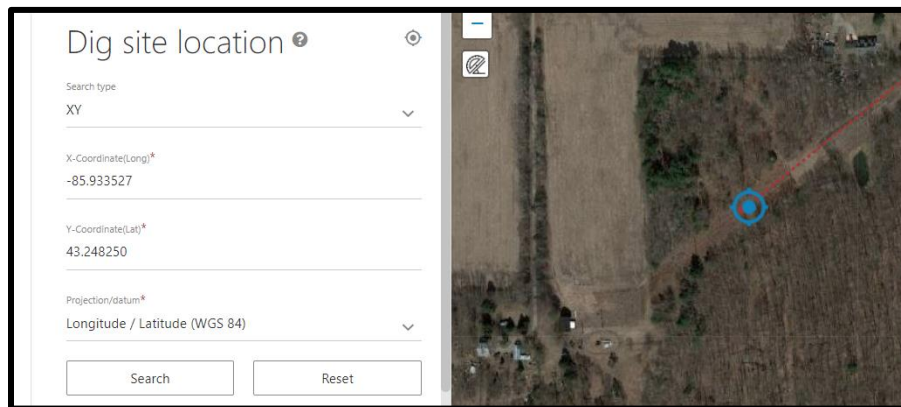 Dig site location ?
Search type
XY
X-Coordinate(Long)*
-85.933527
Y-Coordinate(Lat)*
43.248250
Projection/datum*
Longitude / Latitude (WGS 84)
Search Reset